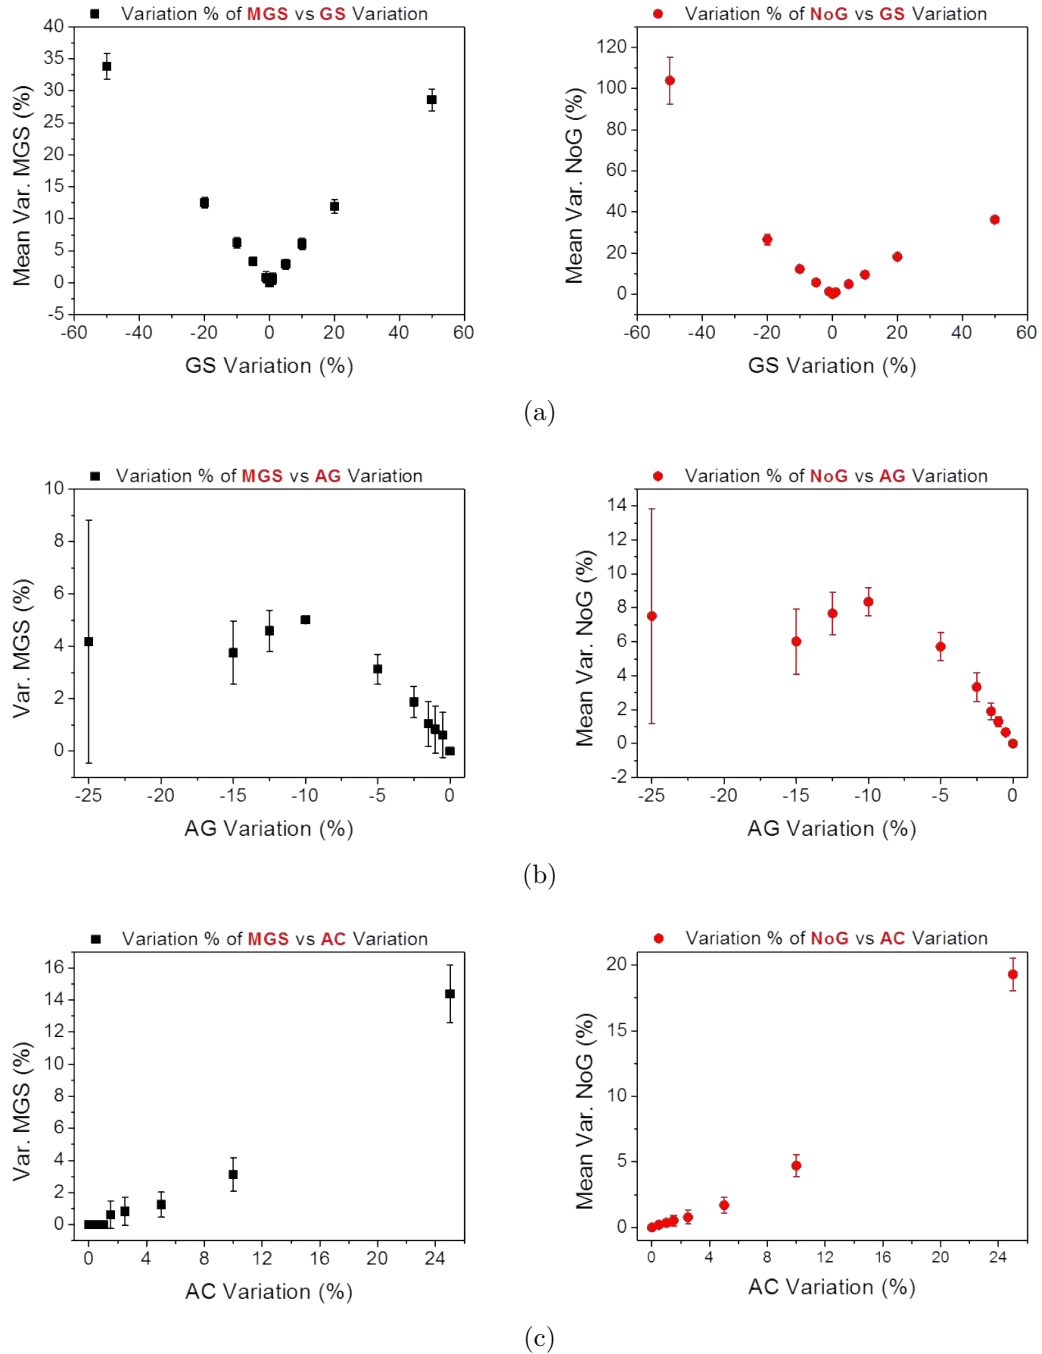 Variation % of MGS vs GS Variation
40
35
30
25
20
15
10
5
0
-5
-60 -40 -20 0 20 40 60
Mean Var. MGS (%)
GS Variation (%)
Variation % of NoG vs GS Variation
120
100
80
60
40
20
0
-60 -40 -20 0 20 40 60
Mean Var. NoG (%)
GS Variation (%)
(a)
Variation % of MGS vs AG Variation
10
8
6
4
2
0
-25 -20 -15 -10 -5 0
Var. MGS (%)
AG Variation (%)
Variation % of NoG vs AG Variation
14
12
10
8
6
4
2
0
-2
-25 -20 -15 -10 -5 0
Mean Var. NoG (%)
AG Variation (%)
(b)
Variation % of MGS vs AC Variation
16
14
12
10
8
6
4
2
0
0 4 8 12 16 20 24
Var. MGS (%)
AC Variation (%)
Variation % of NoG vs AC Variation
20
15
10
5
0
0 4 8 12 16 20 24
Mean Var. NoG (%)
AC Variation (%)
(c)